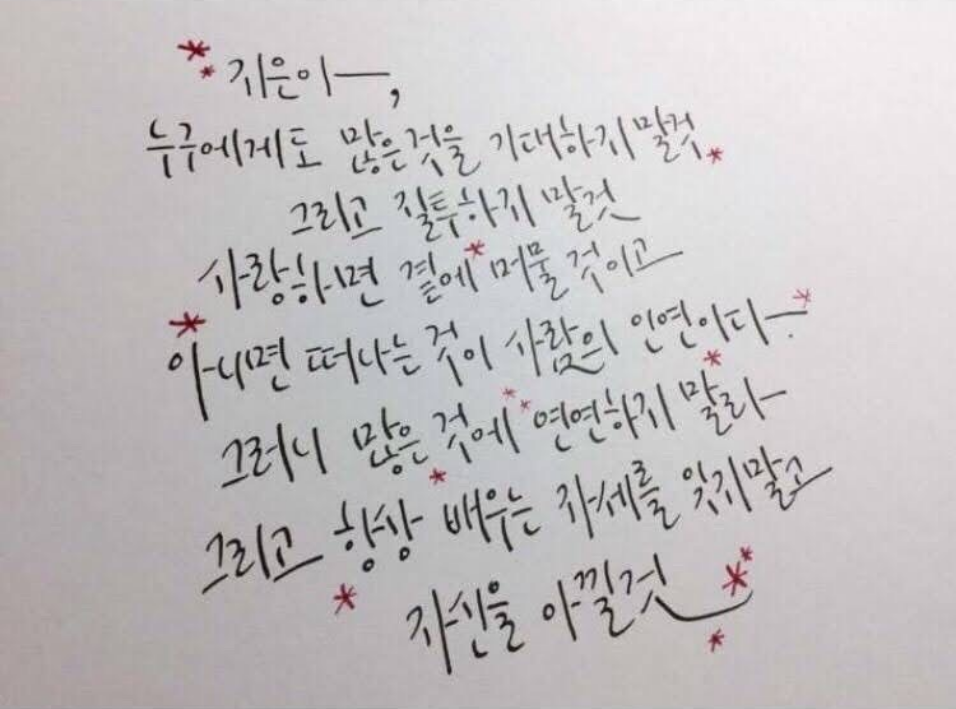 지은이—,
누구에게도 많은것을 기대하지 말것
그리고 질투하지 말것
사랑하면 곁에 머물 것이고
아니면 떠나는 것이 사람의 인연이다—.
그러니 많은 것에 연연하지 말라
그리고 항상 배우는 자세를 잊지말고
자신을 아낄것